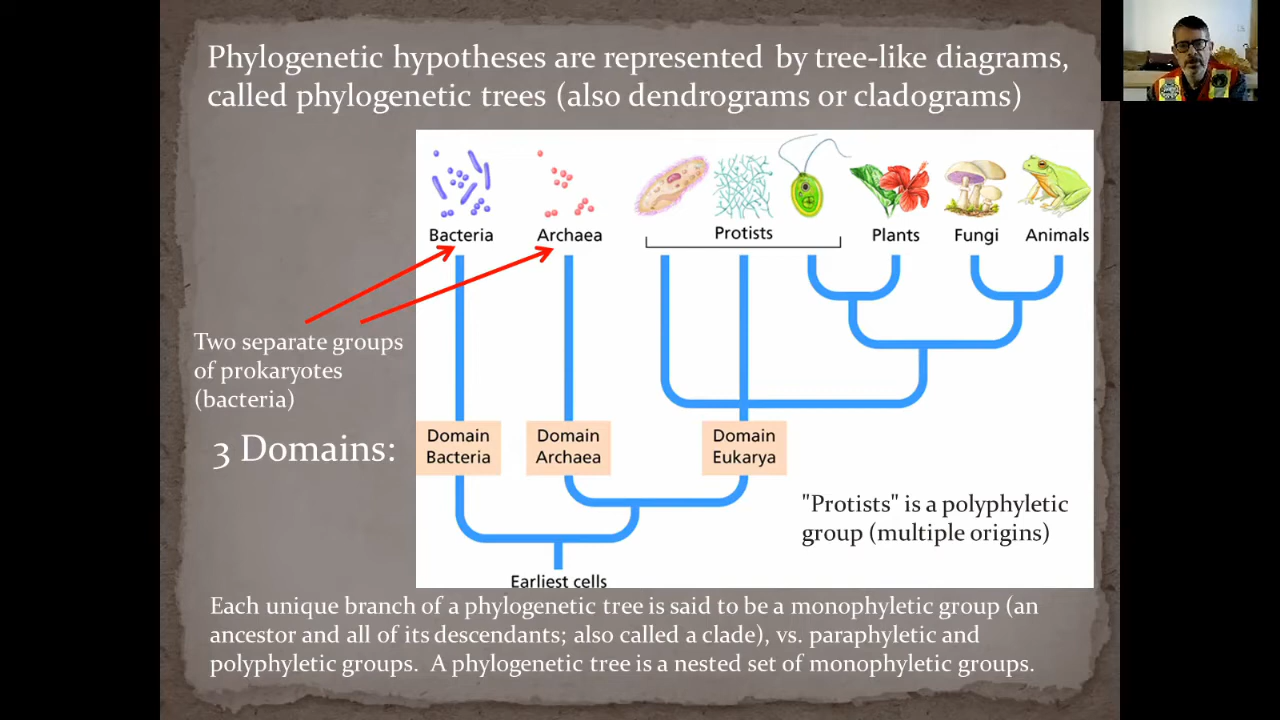 Phylogenetic hypotheses are represented by tree-like diagrams,
called phylogenetic trees (also dendrograms or cladograms)
Bacteria
Archaea
Protists
Plants
Fungi
Animals
Two separate groups
of prokaryotes
(bacteria)
3 Domains:
Domain
Bacteria
Domain
Archaea
Domain
Eukarya
"Protists" is a polyphyletic
group (multiple origins)
Earliest cells
Each unique branch of a phylogenetic tree is said to be a monophyletic group (an
ancestor and all of its descendants; also called a clade), vs. paraphyletic and
polyphyletic groups. A phylogenetic tree is a nested set of monophyletic groups.